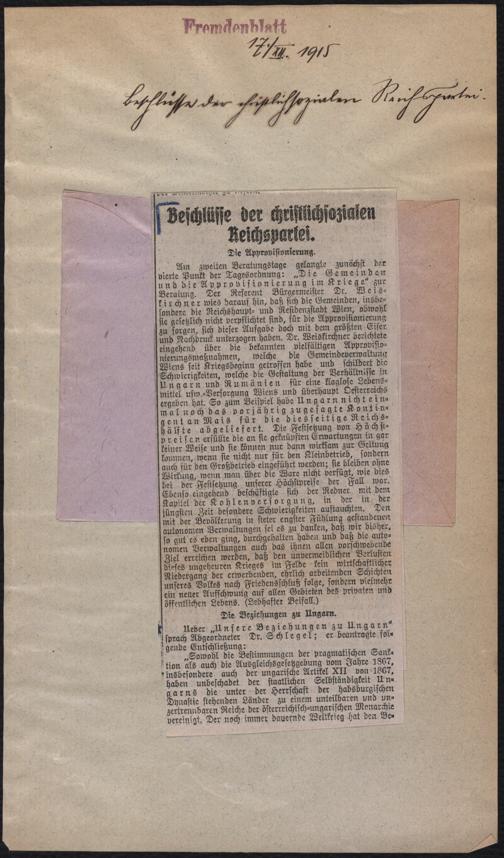 Fremdenblatt
17/XII. 1915
Beschlüsse der christlichsozialen Reichspartei.
Beschlüsse der christlichsozialen
Reichspartei.
Die Approvisionierung.
Am zweiten Beratungstage gelangte zunächst der
vierte Punkt der Tagesordnung: „Die Gemeinden
und die Approvisionierung im Kriege" zur
Beratung. Der Referent Bürgermeister Dr. Weis-
kirchner wies darauf hin, daß sich die Gemeinden, insbe-
sondere die Reichshaupt- und Residenzstadt Wien, obwohl
sie gesetzlich nicht verpflichtet sind, für die Approvisionierung
zu sorgen, sich dieser Aufgabe doch mit dem größten Eifer
und Nachdruck unterzogen haben. Dr. Weiskirchner berichtete
eingehend über die bekannten vielfältigen Approvisio-
nierungsmaßnahmen, welche die Gemeindeverwaltung
Wiens seit Kriegsbeginn getroffen habe und schildert die
Schwierigkeiten, welche die Gestaltung der Verhältnisse in
Ungarn und Rumänien für eine klaglose Lebens-
mittel usw.-Versorgung Wiens und überhaupt Oesterreichs
ergeben hat. So zum Beispiel habe Ungarn nicht ein-
mal noch das vorjährig zugesagte Kontin-
gent an Mais für die diesseitige Reichs-
hälfte abgeliefert. Die Festsetzung von Höchst-
preisen erfüllte die an sie geknüpften Erwartungen in gar
keiner Weise und sie können nur dann wirksam zur Geltung
kommen, wenn sie nicht nur für den Kleinbetrieb, sondern
auch für den Großbetrieb eingeführt werden; sie bleiben ohne
Wirkung, wenn man über die Ware nicht verfügt, wie dies
bei der Festsetzung unserer Höchstpreise der Fall war.
Ebenso eingehend beschäftigte sich der Redner mit dem
Kapitel der Kohlenversorgung, in der in der
jüngsten Zeit besondere Schwierigkeiten auftauchten. Den
mit der Bevölkerung in steter engster Fühlung gestandenen
autonomen Verwaltungen sei es zu danken, daß wir bisher,
so gut es eben ging, durchgehalten haben und daß die auto-
nomen Verwaltungen auch das ihnen allen vorschwebende
Ziel erreichen werden, daß den unvermeidlichen Verlusten
dieses ungeheuren Krieges im Felde kein wirtschaftlicher
Niedergang der erwerbenden, ehrlich arbeitenden Schichten
unseres Volkes nach Friedensschluß folge, sondern vielmehr
ein neuer Aufschwung auf allen Gebieten des privaten und
öffentlichen Lebens. (Lebhafter Beifall.)
Die Beziehungen zu Ungarn.
Ueber „Unsere Beziehungen zu Ungarn"
sprach Abgeordneter Dr. Schlegel; er beantragte fol-
gende Entschließung:
„Sowohl die Bestimmungen der pragmatischen Sank-
tion als auch die Ausgleichsgesetzgebung vom Jahre 1867,
insbesondere auch der ungarische Artikel XII von 1867,
haben unbeschadet der staatlichen Selbständigkeit Un-
garns die unter der Herrschaft der habsburgischen
Dynastie stehenden Länder zu einem unteilbaren und un-
zertrennbaren Reiche der österreichisch-ungarischen Monarchie
vereinigt. Der noch immer dauernde Weltkrieg hat den Be-